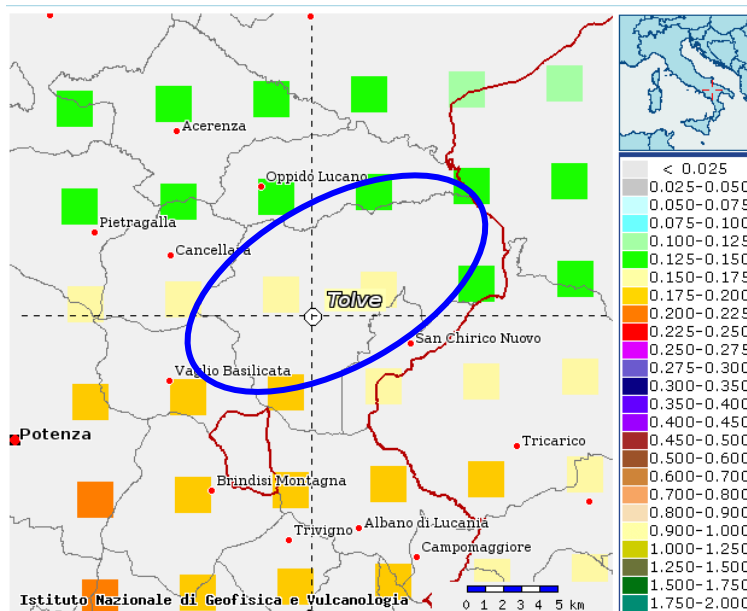 Acerenza
Oppido Lucano
Pietragalla
Cancellara
Tolve
San Chirico Nuovo
Vaglio Basilicata
Potenza
Tricarico
Brindisi Montagna
Albano di Lucania
Trivigno
Campomaggiore
Istituto Nazionale di Geofisica e Vulcanologia
0 1 2 3 4 5 km
< 0.025
0.025-0.050
0.050-0.075
0.075-0.100
0.100-0.125
0.125-0.150
0.150-0.175
0.175-0.200
0.200-0.225
0.225-0.250
0.250-0.275
0.275-0.300
0.300-0.350
0.350-0.400
0.400-0.450
0.450-0.500
0.500-0.600
0.600-0.700
0.700-0.800
0.800-0.900
0.900-1.000
1.000-1.250
1.250-1.500
1.500-1.750
1.750-2.000